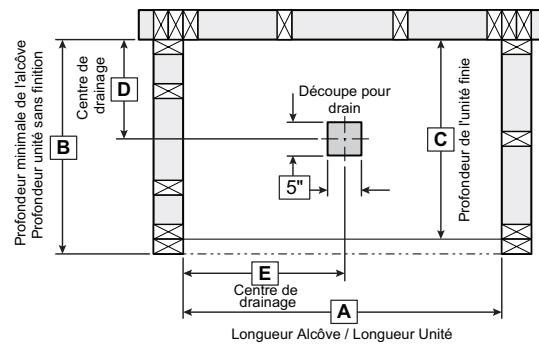 Profondeur minimale de l'alcôve
Profondeur unité sans finition
B
Centre de
drainage
D
Découpe pour
drain
5"
C
Profondeur de l'unité finie
E
Centre de
drainage
A
Longueur Alcôve / Longueur Unité